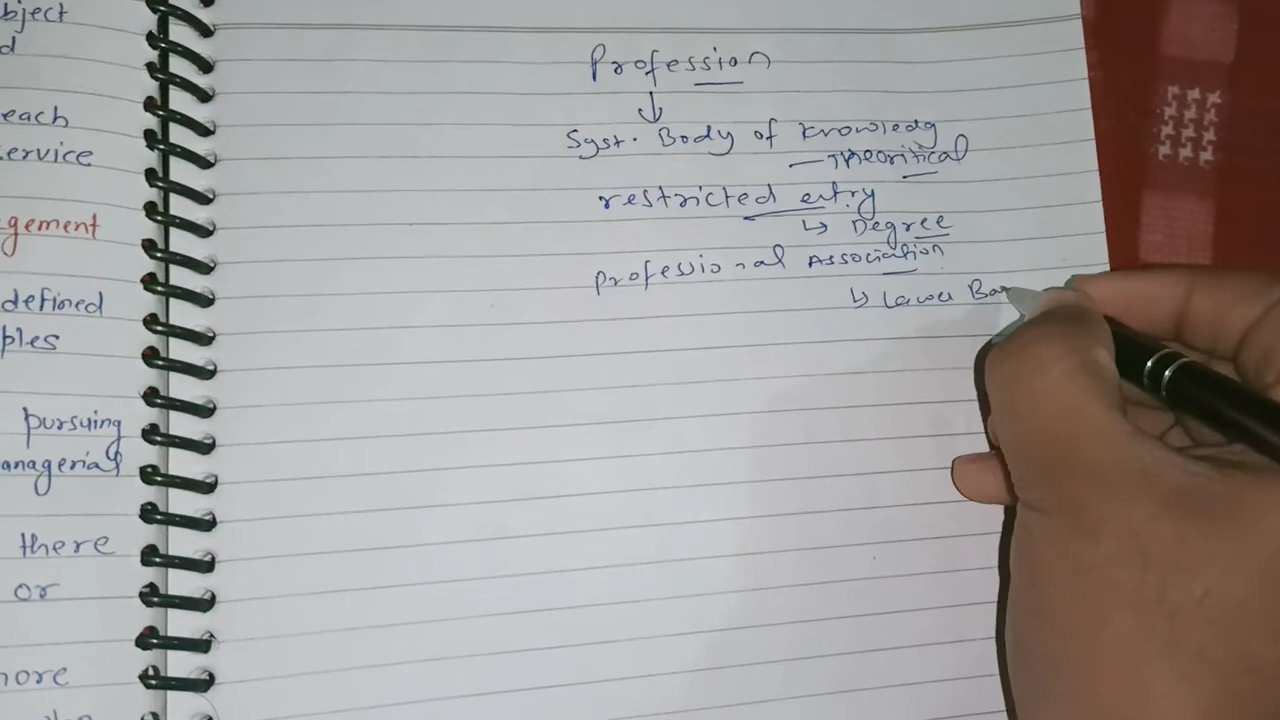 bject
d
each
ervice
gement
defined
ples
pursuing
anagerial
there
or
nore
Profession
↓
Syst. Body of Knowledg
— Theoritical
restricted entry
↳ Degree
Professional Association
↳ Lawer Bar